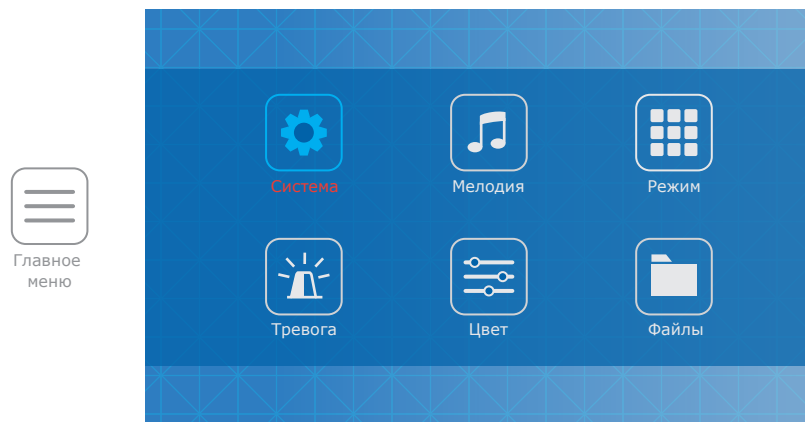 Главное
меню
Система
Мелодия
Режим
Тревога
Цвет
Файлы